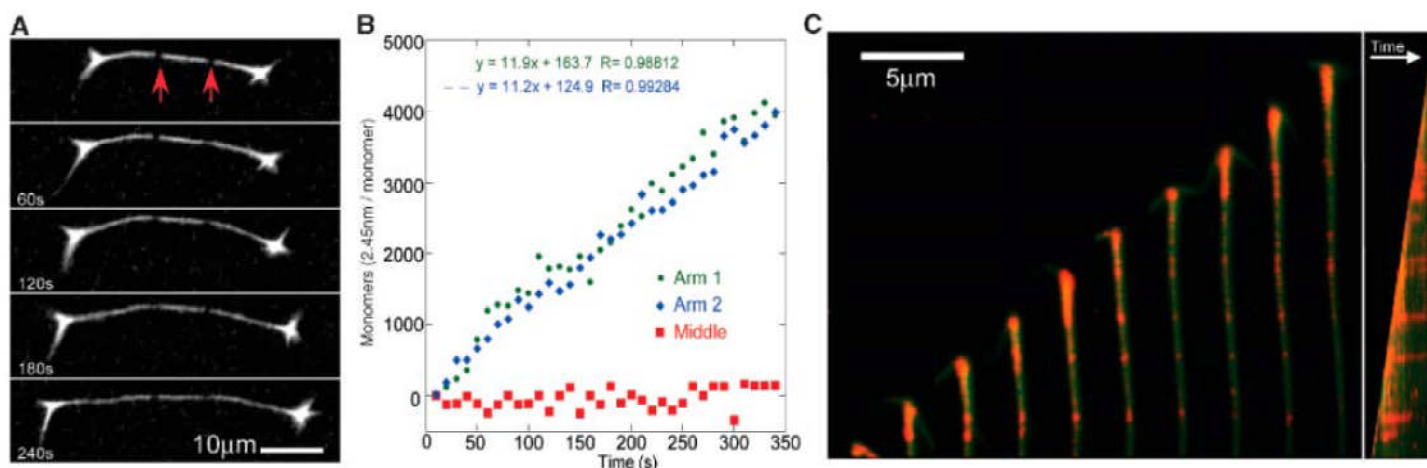 A
60s
120s
180s
240s
10μm
B
5000
4000
3000
2000
1000
0
Monomers (2.45nm / monomer)
y = 11.9x + 163.7 R= 0.98812
y = 11.2x + 124.9 R= 0.99284
Arm 1
Arm 2
Middle
0 50 100 150 200 250 300 350
Time (s)
C
5μm
Time